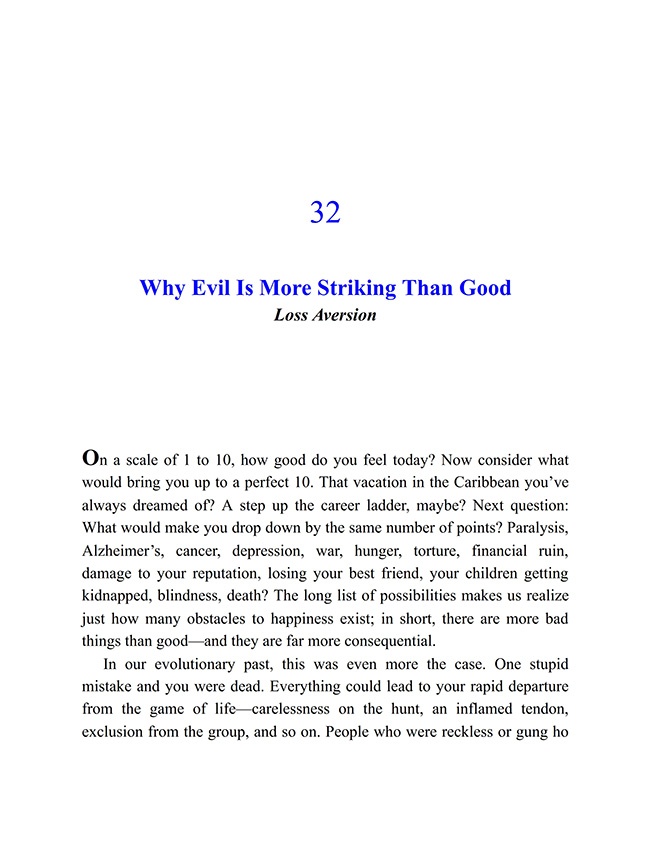 32
Why Evil Is More Striking Than Good
Loss Aversion
On a scale of 1 to 10, how good do you feel today? Now consider what
would bring you up to a perfect 10. That vacation in the Caribbean you’ve
always dreamed of? A step up the career ladder, maybe? Next question:
What would make you drop down by the same number of points? Paralysis,
Alzheimer’s, cancer, depression, war, hunger, torture, financial ruin,
damage to your reputation, losing your best friend, your children getting
kidnapped, blindness, death? The long list of possibilities makes us realize
just how many obstacles to happiness exist; in short, there are more bad
things than good—and they are far more consequential.
In our evolutionary past, this was even more the case. One stupid
mistake and you were dead. Everything could lead to your rapid departure
from the game of life—carelessness on the hunt, an inflamed tendon,
exclusion from the group, and so on. People who were reckless or gung ho